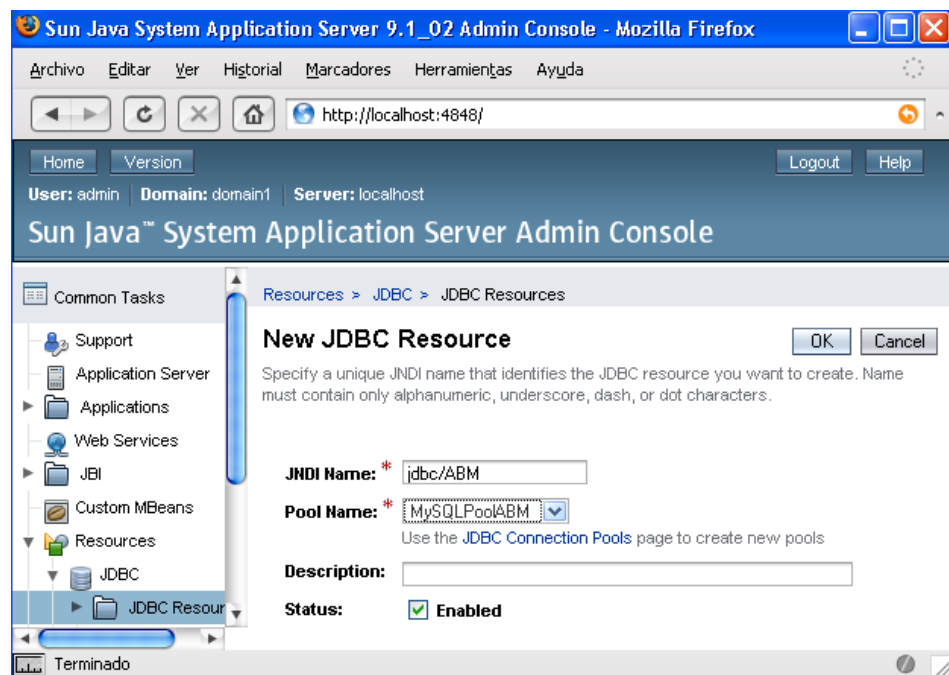 Sun Java System Application Server 9.1_02 Admin Console - Mozilla Firefox
Archivo Editar Ver Historial Marcadores Herramientas Ayuda
http://localhost:4848/
Home Version Logout Help
User: admin Domain: domain1 Server: localhost
Sun Java™ System Application Server Admin Console
Common Tasks
Support
Application Server
Applications
Web Services
JBI
Custom MBeans
Resources
JDBC
JDBC Resour
Resources > JDBC > JDBC Resources
New JDBC Resource OK Cancel
Specify a unique JNDI name that identifies the JDBC resource you want to create. Name
must contain only alphanumeric, underscore, dash, or dot characters.
JNDI Name: * jdbc/ABM
Pool Name: * MySQLPoolABM
Use the JDBC Connection Pools page to create new pools
Description:
Status: Enabled
Terminado